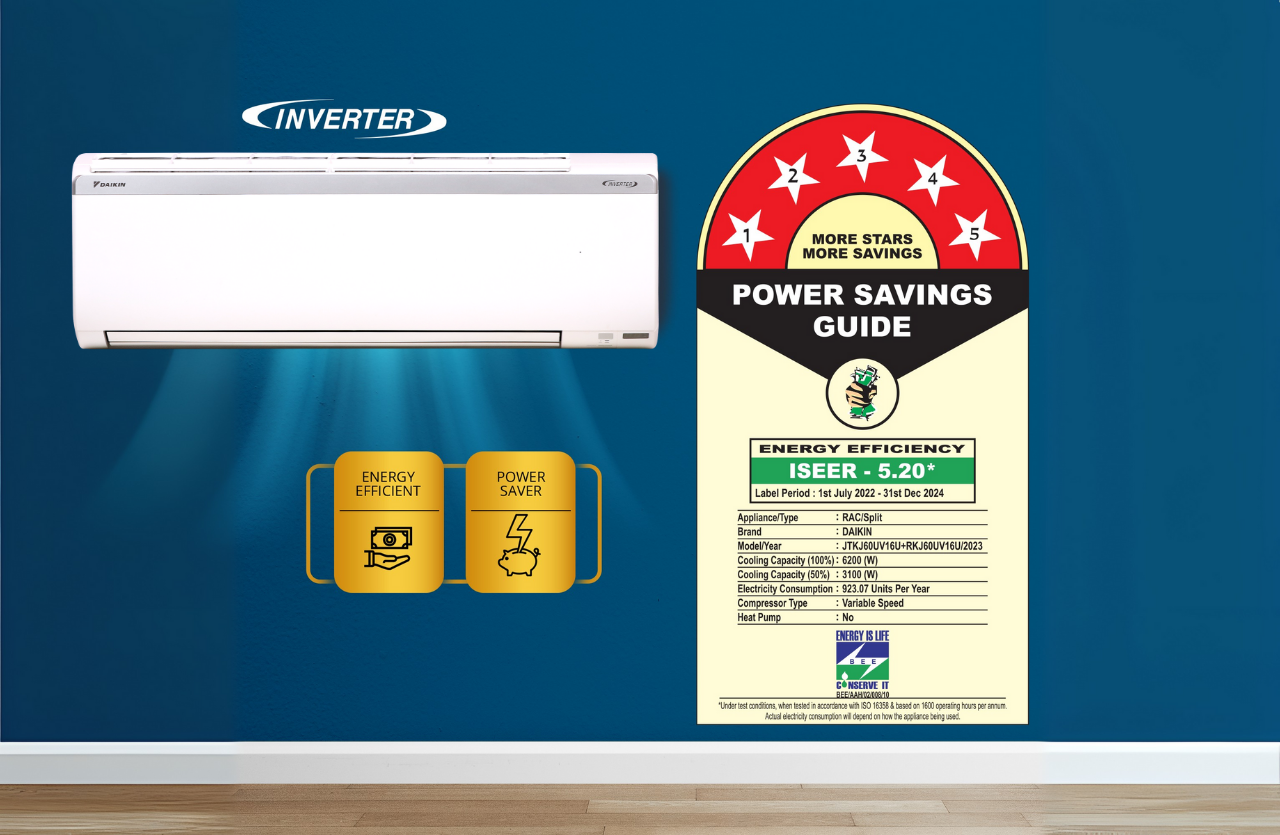 INVERTER
DAIKIN
INVERTER
ENERGY
EFFICIENT
POWER
SAVER
1
2
3
4
5
MORE STARS
MORE SAVINGS
POWER SAVINGS
GUIDE
ENERGY EFFICIENCY
ISEER - 5.20*
Label Period : 1st July 2022 - 31st Dec 2024
Appliance/Type : RAC/Split
Brand : DAIKIN
Model/Year : JTKJ60UV16U+RKJ60UV16U/2023
Cooling Capacity (100%) : 6200 (W)
Cooling Capacity (50%) : 3100 (W)
Electricity Consumption : 923.07 Units Per Year
Compressor Type : Variable Speed
Heat Pump : No
ENERGY IS LIFE
BEE
CONSERVE IT
BEE/AAH/02/008/10
*Under test conditions, when tested in accordance with ISO 16358 & based on 1600 operating hours per annum.
Actual electricity consumption will depend on how the appliance being used.